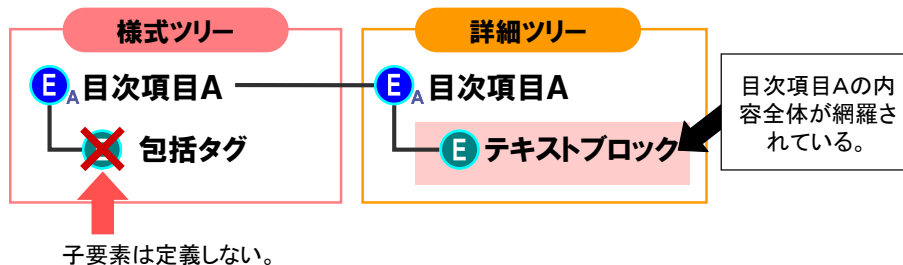 様式ツリー
詳細ツリー
E A 目次項目A
E A 目次項目A
包括タグ
E テキストブロック
目次項目Aの内
容全体が網羅さ
れている。
子要素は定義しない。